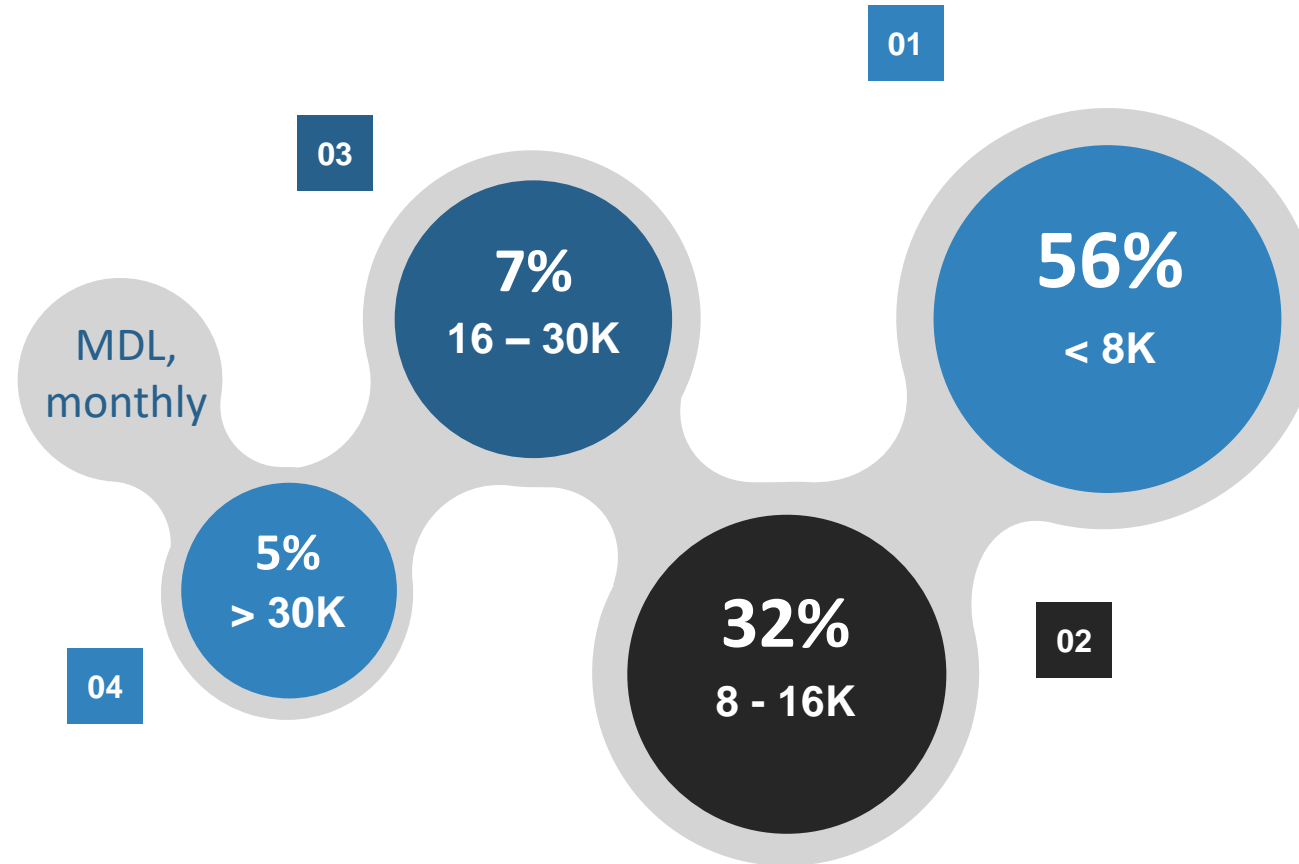 01
56%
< 8K
03
7%
16 – 30K
MDL,
monthly
5%
> 30K
04
32%
8 - 16K
02